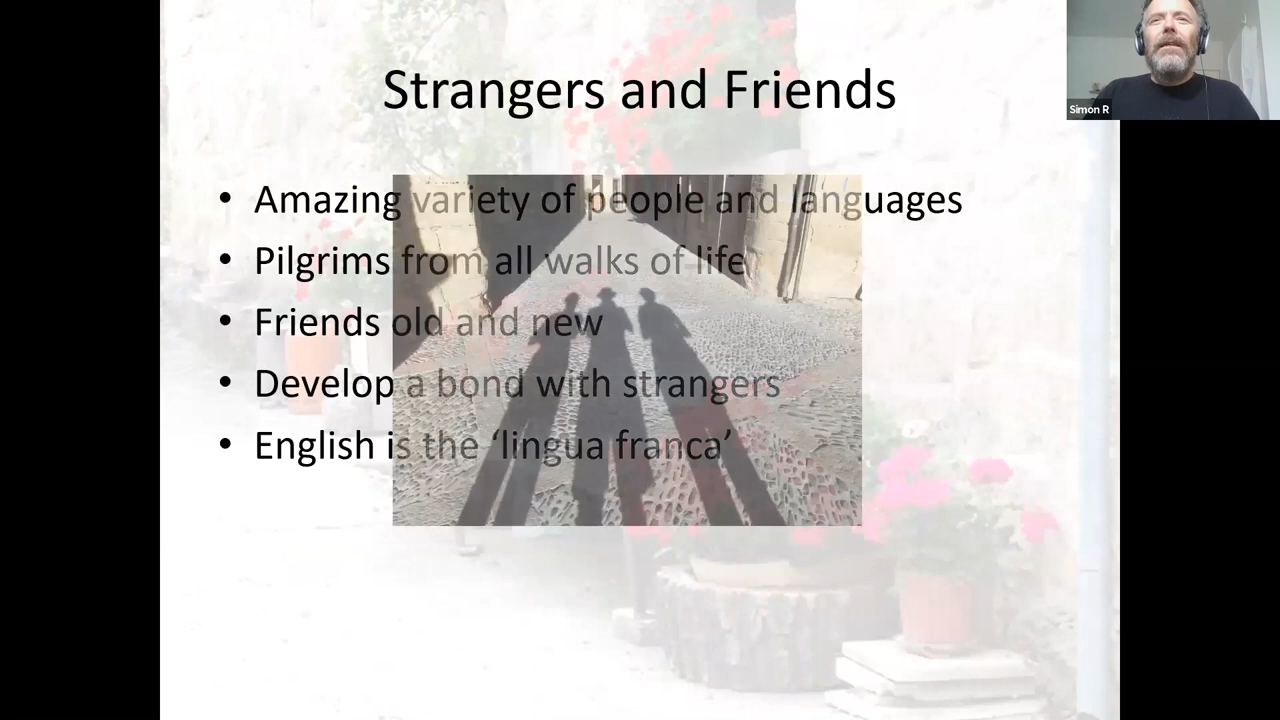 Strangers and Friends
Simon R
• Amazing variety of people and languages
• Pilgrims from all walks of life
• Friends old and new
• Develop a bond with strangers
• English is the ‘lingua franca’